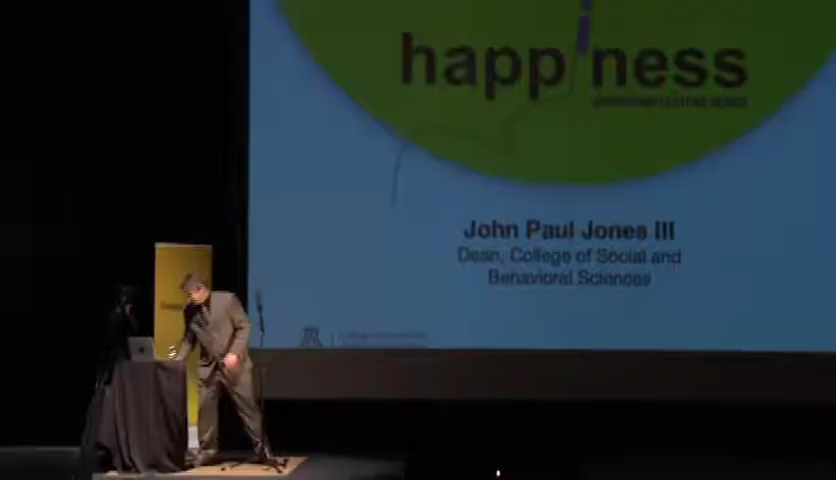 happiness
John Paul Jones III
Dean, College of Social and
Behavioral Sciences